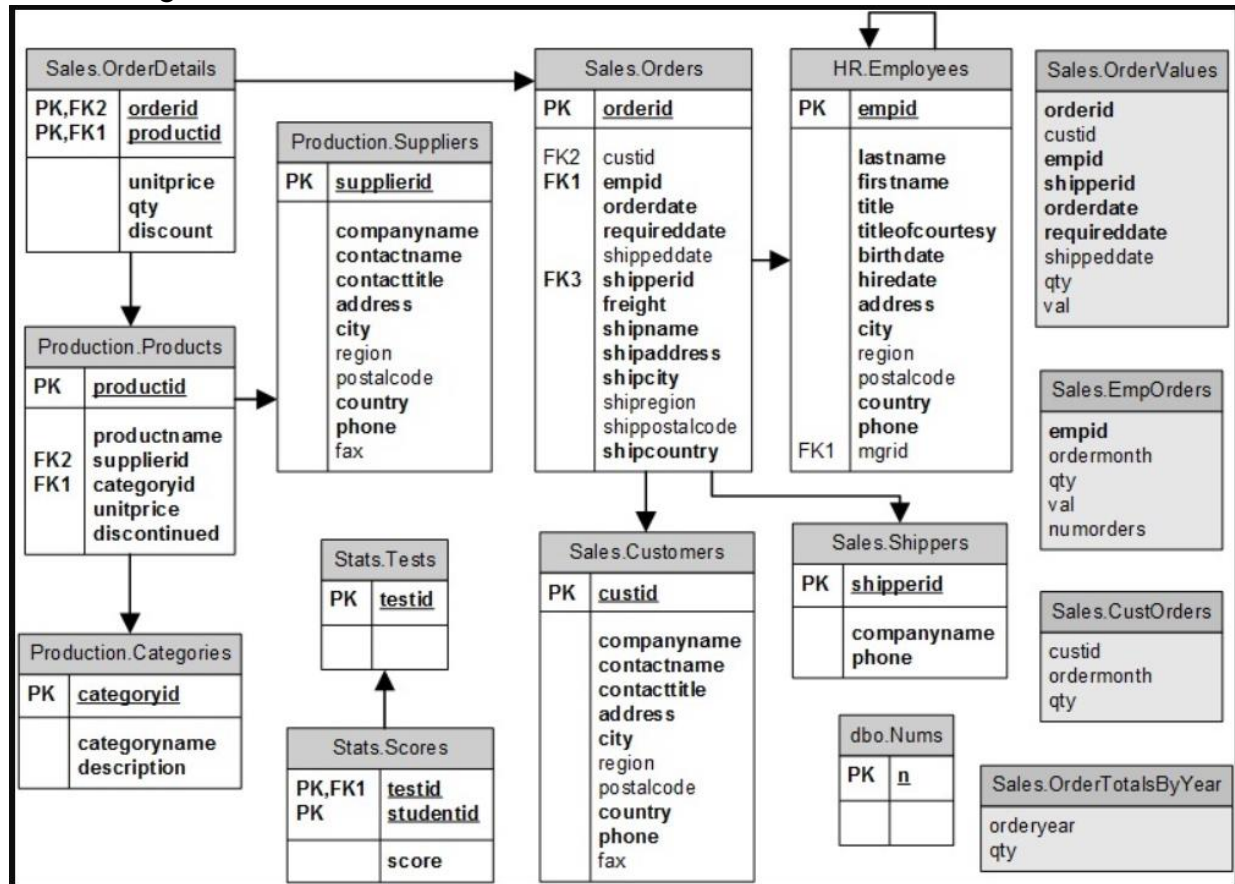 Sales.OrderDetails
PK,FK2 orderid
PK,FK1 productid
unitprice
qty
discount
Production.Suppliers
PK supplierid
companyname
contactname
contacttitle
address
city
region
postalcode
country
phone
fax
Sales.Orders
PK orderid
FK2 custid
FK1 empid
orderdate
requireddate
shippeddate
FK3 shipperid
freight
shipname
shipaddress
shipcity
shipregion
shippostalcode
shipcountry
HR.Employees
PK empid
lastname
firstname
title
titleofcourtesy
birthdate
hiredate
address
city
region
postalcode
country
phone
FK1 mgrid
Sales.OrderValues
orderid
custid
empid
shipperid
orderdate
requireddate
shippeddate
qty
val
Production.Products
PK productid
productname
FK2 supplierid
FK1 categoryid
unitprice
discontinued
Sales.EmpOrders
empid
ordermonth
qty
val
numorders
Stats.Tests
PK testid
Sales.Customers
PK custid
companyname
contactname
contacttitle
address
city
region
postalcode
country
phone
fax
Sales.Shippers
PK shipperid
companyname
phone
Sales.CustOrders
custid
ordermonth
qty
Production.Categories
PK categoryid
categoryname
description
Stats.Scores
PK,FK1 testid
PK studentid
score
dbo.Nums
PK n
Sales.OrderTotalsByYear
orderyear
qty